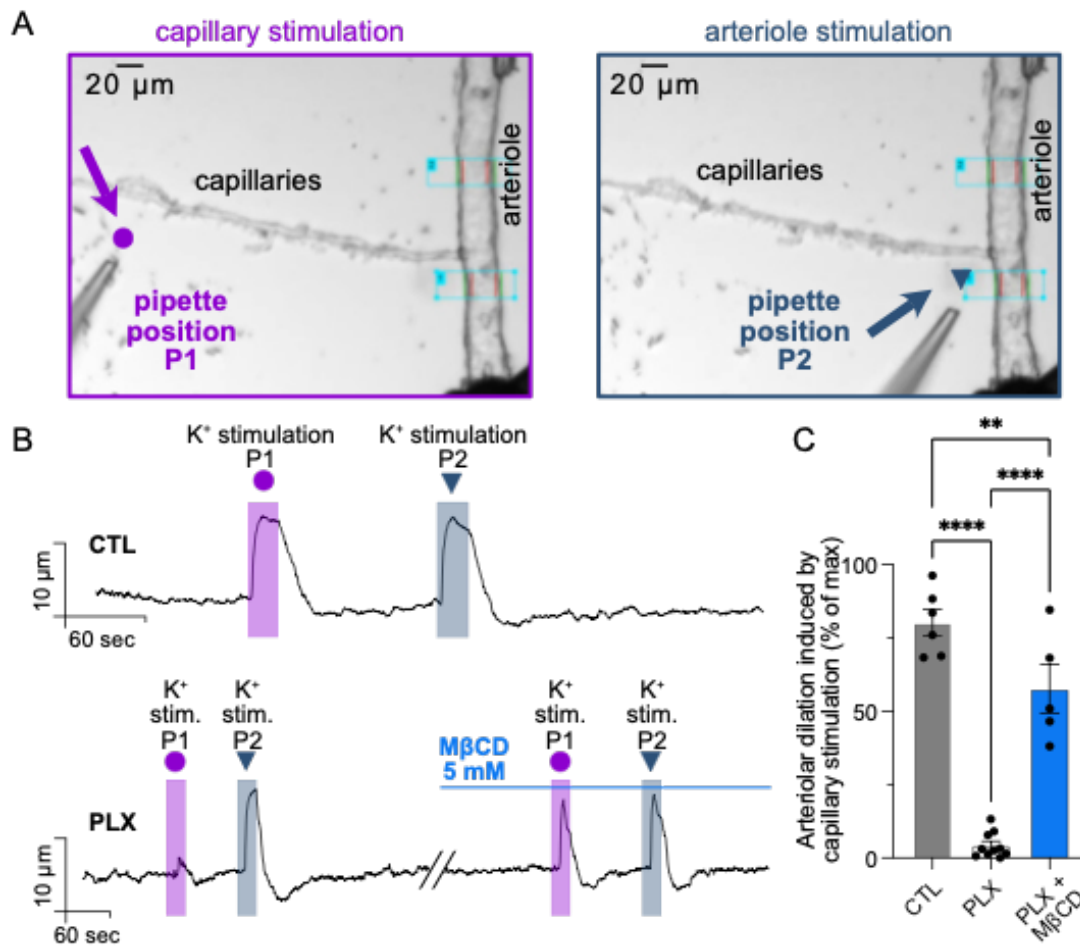 A
capillary stimulation
arteriole stimulation
20 µm
capillaries
arteriole
pipette
position
P1
20 µm
capillaries
arteriole
pipette
position
P2
B
K⁺ stimulation
P1
K⁺ stimulation
P2
CTL
10 µm
60 sec
K⁺
stim.
P1
K⁺
stim.
P2
MβCD
5 mM
K⁺
stim.
P1
K⁺
stim.
P2
PLX
10 µm
60 sec
C
**
****
****
Arteriolar dilation induced by
capillary stimulation (% of max)
100
50
0
CTL
PLX
PLX +
MβCD